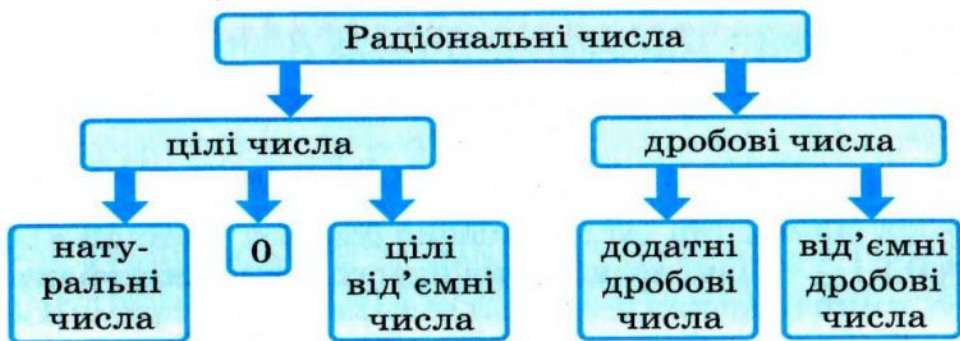 Раціональні числа
цілі числа
дробові числа
нату-
ральні
числа
0
цілі
від’ємні
числа
додатні
дробові
числа
від’ємні
дробові
числа